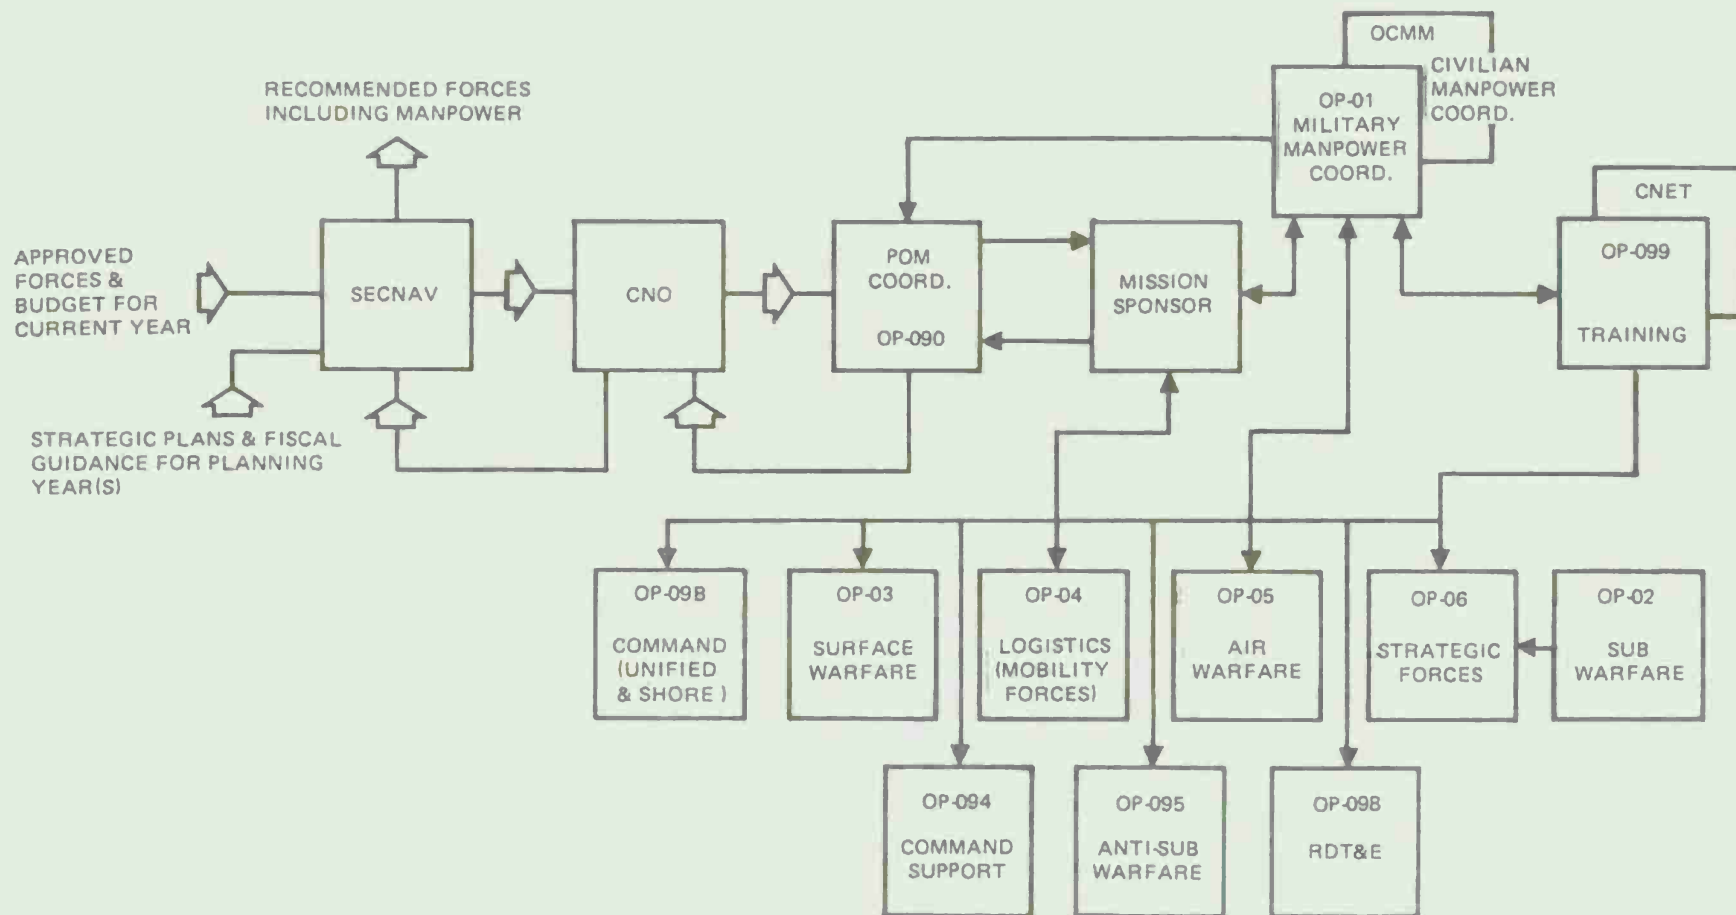 OCMM
CIVILIAN
MANPOWER
COORD.
RECOMMENDED FORCES
INCLUDING MANPOWER
OP-01
MILITARY
MANPOWER
COORD.
CNET
APPROVED
FORCES &
BUDGET FOR
CURRENT YEAR
SECNAV
CNO
POM
COORD.
OP-090
MISSION
SPONSOR
OP-099
TRAINING
STRATEGIC PLANS & FISCAL
GUIDANCE FOR PLANNING
YEAR(S)
OP-09B
COMMAND
(UNIFIED
& SHORE)
OP-03
SURFACE
WARFARE
OP-04
LOGISTICS
(MOBILITY
FORCES)
OP-05
AIR
WARFARE
OP-06
STRATEGIC
FORCES
OP-02
SUB
WARFARE
OP-094
COMMAND
SUPPORT
OP-095
ANTI-SUB
WARFARE
OP-098
RDT&E